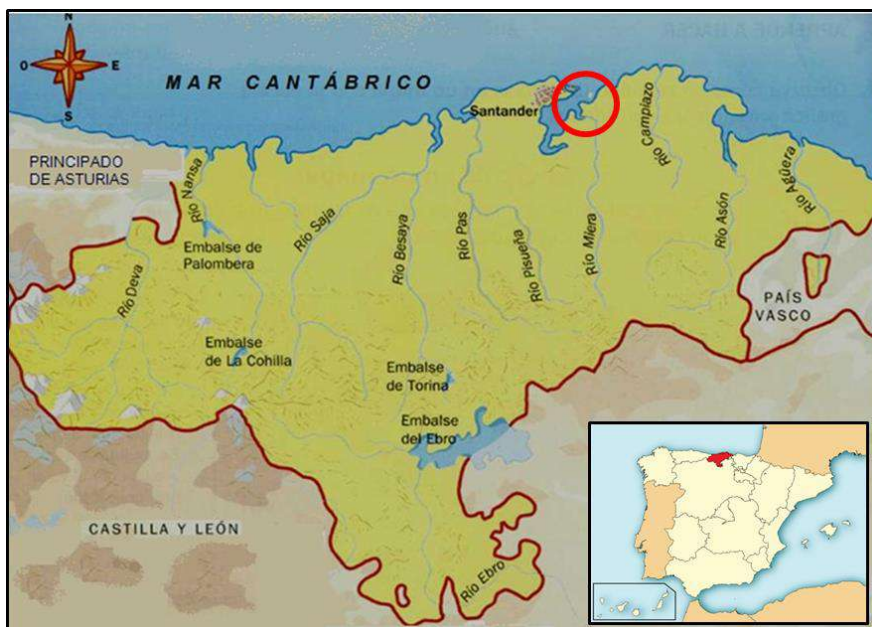 N
O
E
S
MAR CANTÁBRICO
Santander
PRINCIPADO
DE ASTURIAS
Río Nansa
Río Saja
Río Besaya
Río Pas
Río Pisueña
Río Miera
Río Campiazo
Río Asón
Río Agüera
Río Deva
Embalse de
Palombera
PAÍS
VASCO
Embalse
de La Cohilla
Embalse
de Torina
Embalse
del Ebro
CASTILLA Y LEÓN
Río Ebro